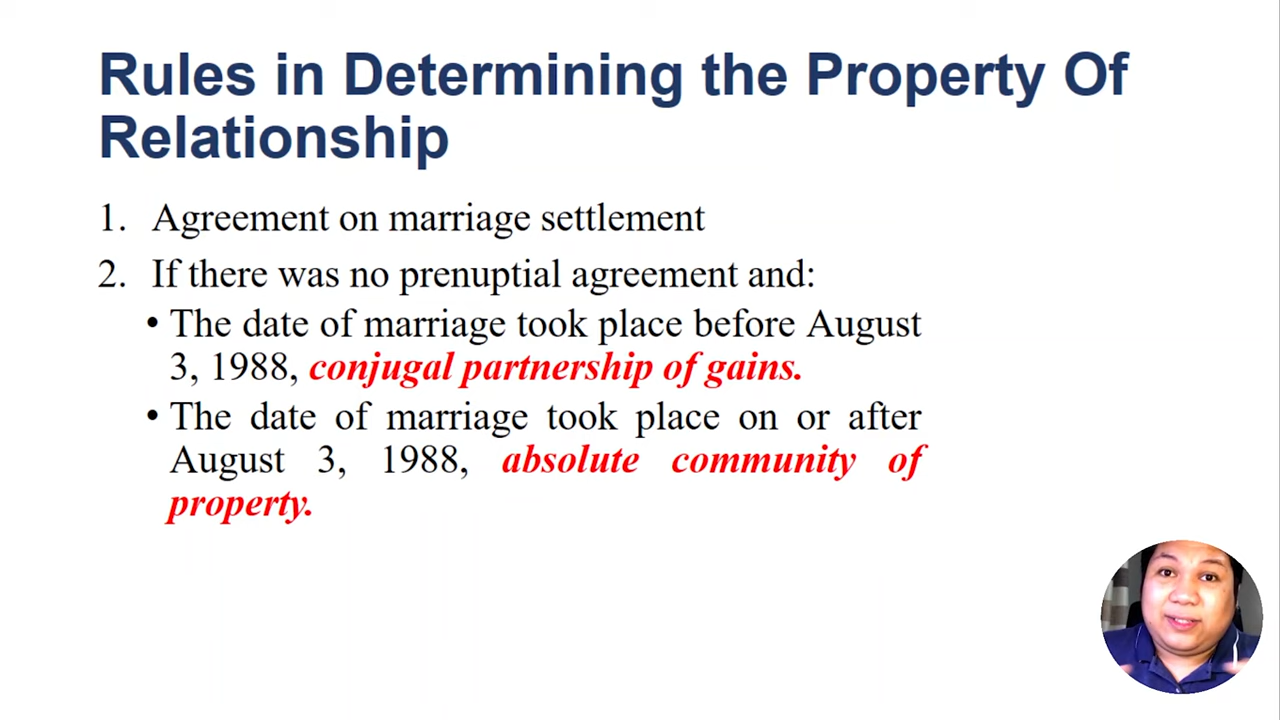 Rules in Determining the Property Of
Relationship
1. Agreement on marriage settlement
2. If there was no prenuptial agreement and:
• The date of marriage took place before August
3, 1988, conjugal partnership of gains.
• The date of marriage took place on or after
August 3, 1988, absolute community of
property.